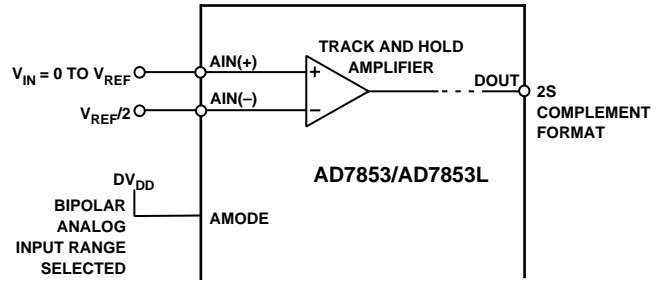 V_IN = 0 TO V_REF
AIN(+)
+
TRACK AND HOLD
AMPLIFIER
DOUT
2S
COMPLEMENT
FORMAT
V_REF/2
AIN(–)
–
AD7853/AD7853L
DV_DD
BIPOLAR
ANALOG
INPUT RANGE
SELECTED
AMODE